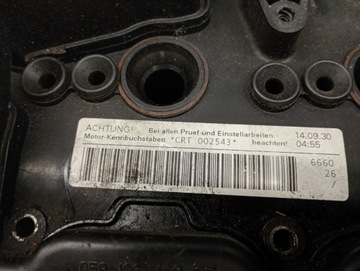 ACHTUNG! Bei allen Pruef-und Einstellarbeiten 14.09.30
Motor-Kennbuchstaben *CRT 002543* beachten! 04:55
6660
26 /